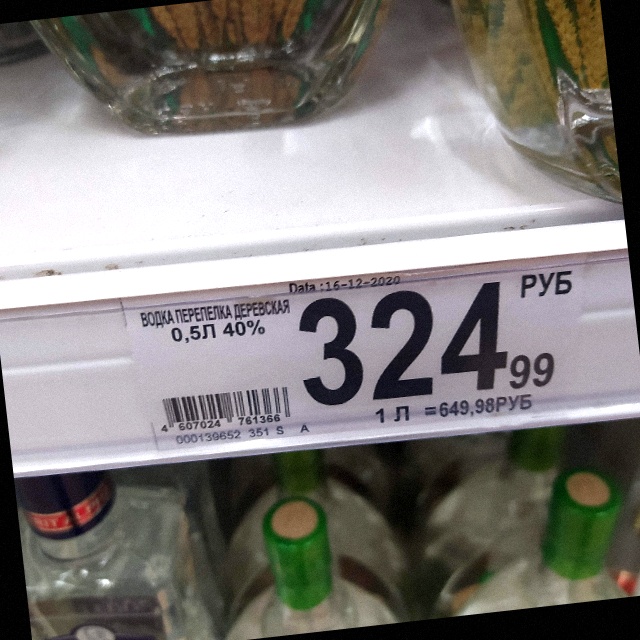 Data :16-12-2020
ВОДКА ПЕРЕПЕЛКА ДЕРЕВСКАЯ
0,5Л 40%
324 99 РУБ
1 Л =649,98РУБ
4 607024 761366
000139652 351 S A